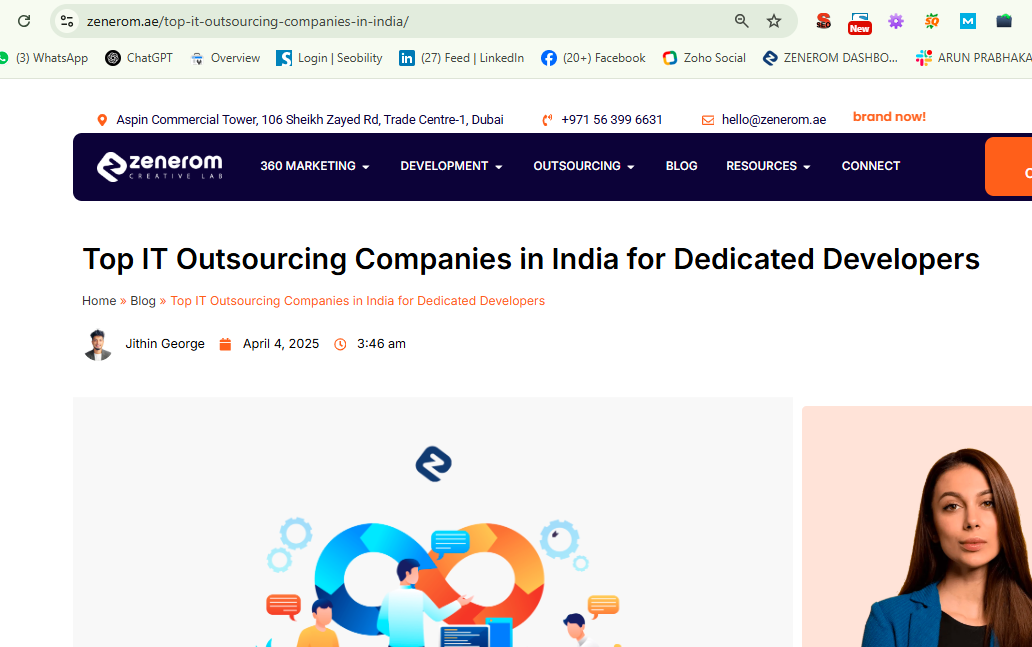 zenerom.ae/top-it-outsourcing-companies-in-india/
SEO
New
SQ
M
(3) WhatsApp
ChatGPT
Overview
Login | Seobility
(27) Feed | LinkedIn
(20+) Facebook
Zoho Social
ZENEROM DASHBO...
ARUN PRABHAKA
Aspin Commercial Tower, 106 Sheikh Zayed Rd, Trade Centre-1, Dubai
+971 56 399 6631
hello@zenerom.ae
brand now!
zenerom
CREATIVE LAB
360 MARKETING
DEVELOPMENT
OUTSOURCING
BLOG
RESOURCES
CONNECT
Top IT Outsourcing Companies in India for Dedicated Developers
Home » Blog » Top IT Outsourcing Companies in India for Dedicated Developers
Jithin George
April 4, 2025
3:46 am